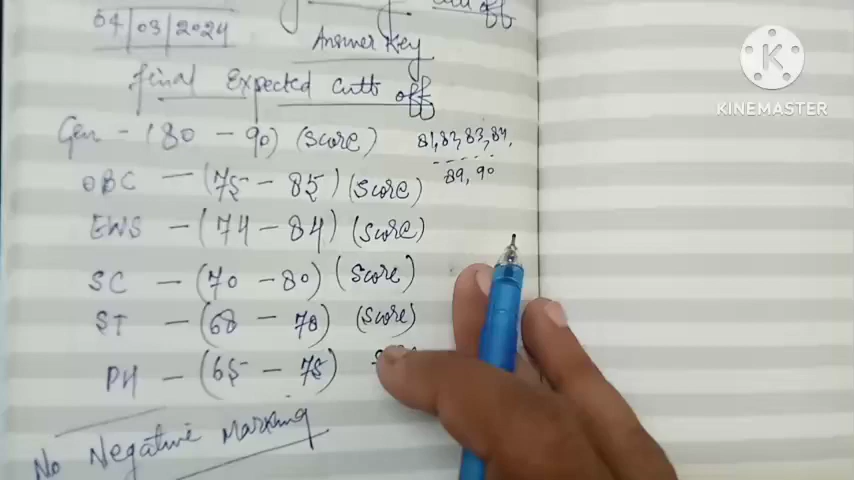 cut off
04/03/2024
Answer Key
final Expected Cutt off
Gen - (80 - 90) (Score) 81, 82, 83, 84,
----- 89, 90
OBC - (75 - 85) (Score)
EWS - (74 - 84) (Score)
SC - (70 - 80) (Score)
ST - (68 - 78) (Score)
PH - (65 - 75)
No Negative Marking
KINEMASTER